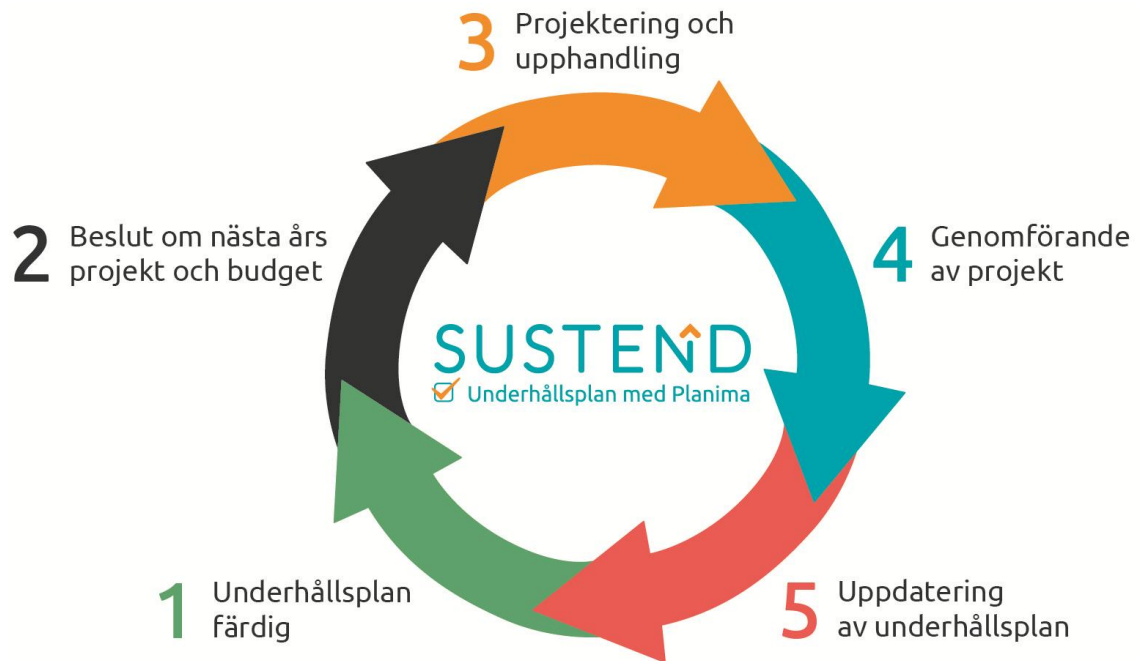 3 Projektering och
upphandling
2 Beslut om nästa års
projekt och budget
4 Genomförande
av projekt
SUSTEND
Underhållsplan med Planima
1 Underhållsplan
färdig
5 Uppdatering
av underhållsplan